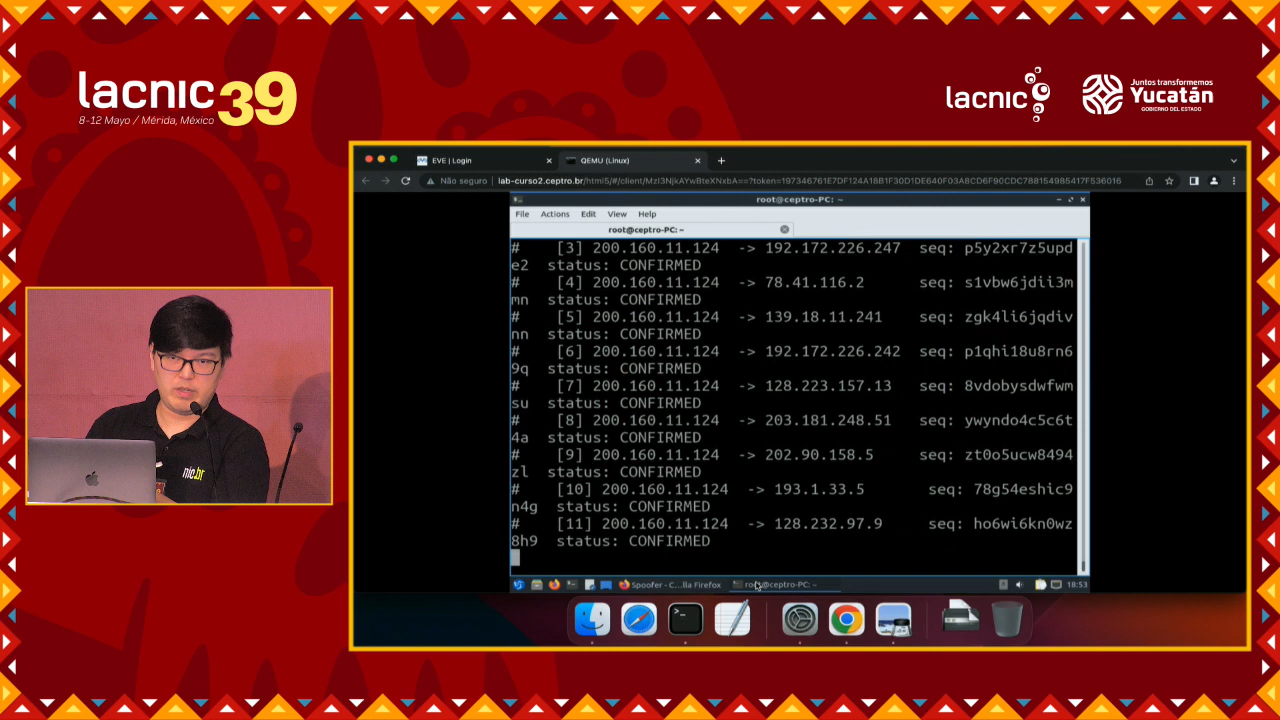 lacnic 39
8-12 Mayo / Mérida, México
lacnic
Juntos transformemos
Yucatán
GOBIERNO DEL ESTADO
EVE | Login
QEMU (Linux)
Não seguro
lab-curso2.ceptro.br/html5/#/client/MzI3NjkAYwBteXNxbA==?token=197346761E7DF124A18B1F30D1DE640F03A8CD6F90CDC788154985417F536016
root@ceptro-PC: ~
File Actions Edit View Help
root@ceptro-PC: ~
# [3] 200.160.11.124 -> 192.172.226.247 seq: p5y2xr7z5upd
e2 status: CONFIRMED
# [4] 200.160.11.124 -> 78.41.116.2 seq: s1vbw6jdii3m
mn status: CONFIRMED
# [5] 200.160.11.124 -> 139.18.11.241 seq: zgk4li6jqdiv
nn status: CONFIRMED
# [6] 200.160.11.124 -> 192.172.226.242 seq: p1qhi18u8rn6
9q status: CONFIRMED
# [7] 200.160.11.124 -> 128.223.157.13 seq: 8vdobysdwfwm
su status: CONFIRMED
# [8] 200.160.11.124 -> 203.181.248.51 seq: ywyndo4c5c6t
4a status: CONFIRMED
# [9] 200.160.11.124 -> 202.90.158.5 seq: zt0o5ucw8494
zl status: CONFIRMED
# [10] 200.160.11.124 -> 193.1.33.5 seq: 78g54eshic9
n4g status: CONFIRMED
# [11] 200.160.11.124 -> 128.232.97.9 seq: ho6wi6kn0wz
8h9 status: CONFIRMED
Spoofer - C...lla Firefox
root@ceptro-PC: ~
18:53
nic.br